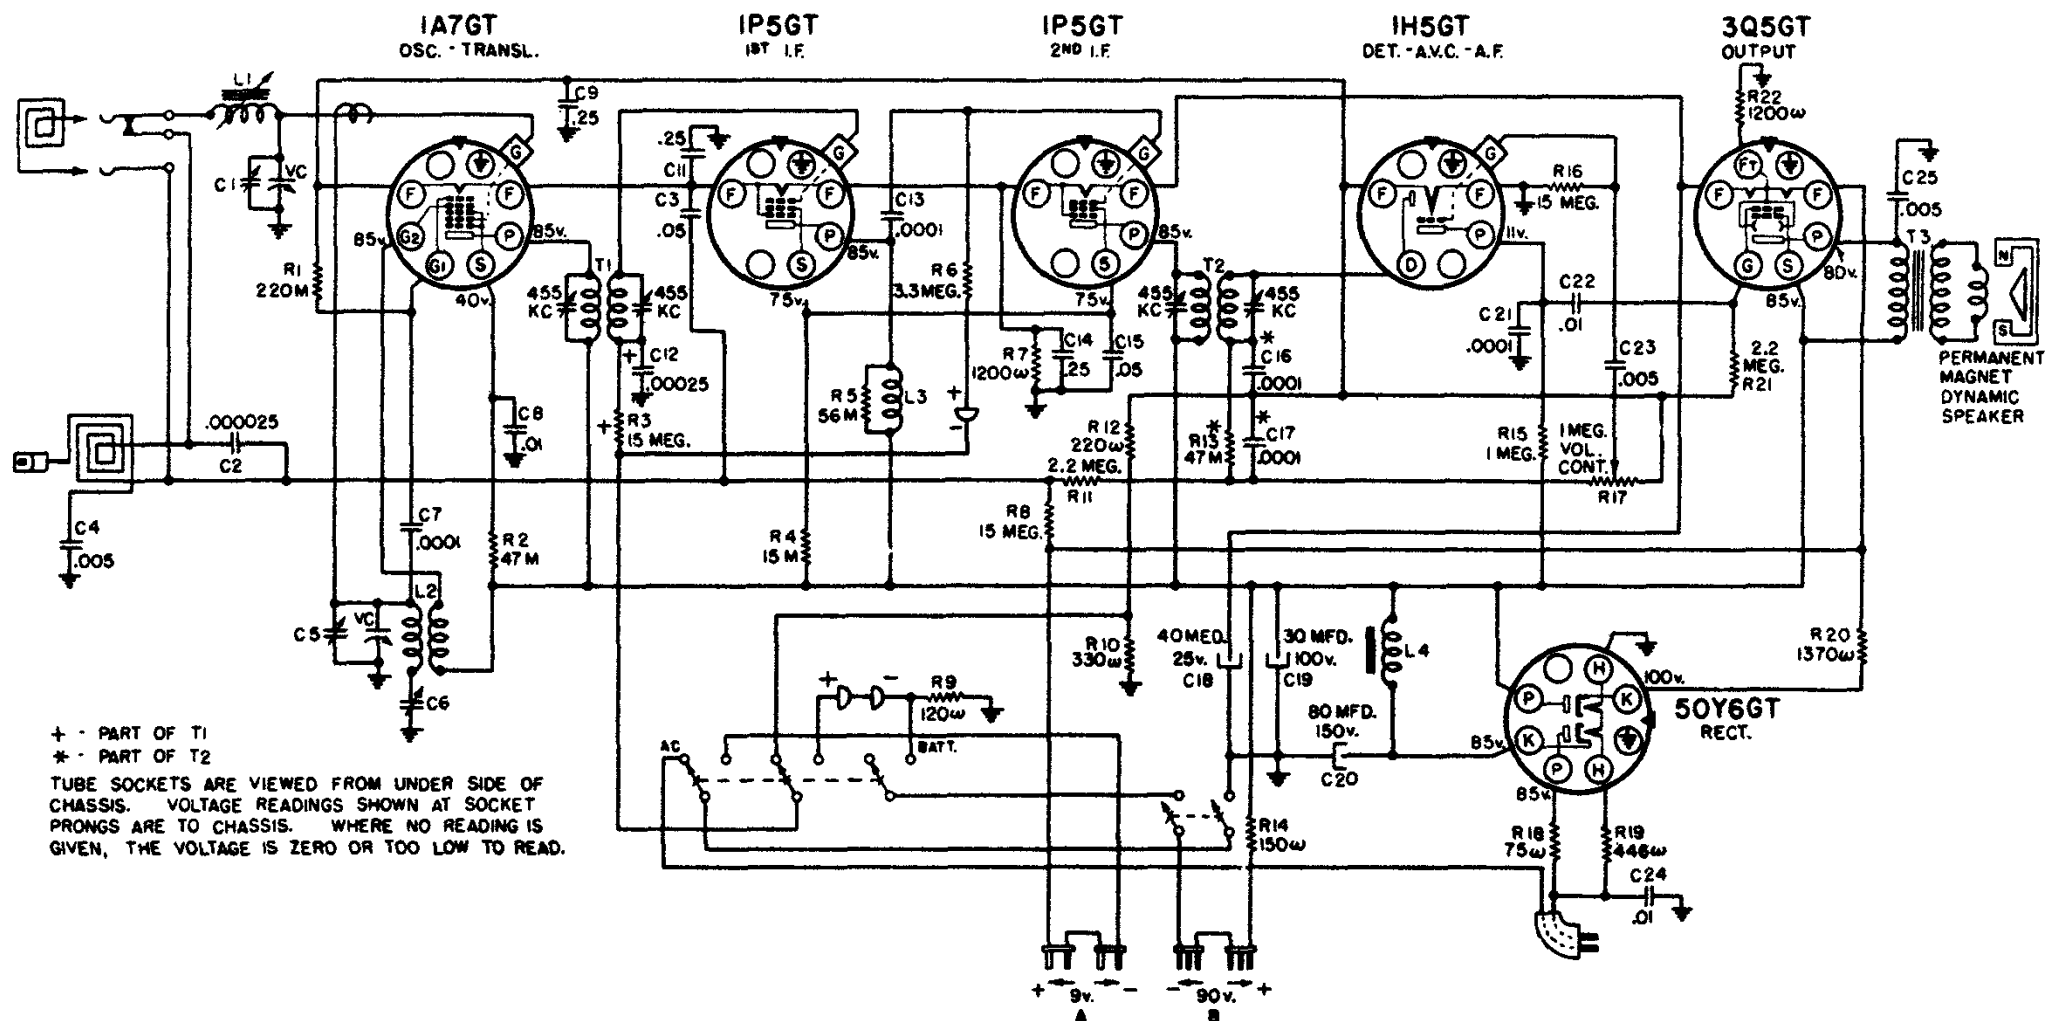 1A7GT
OSC. - TRANSL.
1P5GT
1ST I.F.
1P5GT
2ND I.F.
1H5GT
DET. - A.V.C. - A.F.
3Q5GT
OUTPUT
L1
C9
.25
R22
1200ω
.25
C11
C1
VC
G
F
F
G2
G1
S
P
85v.
85v.
40v.
C3
.05
G
F
F
P
S
85v.
75v.
C13
.0001
G
F
F
P
S
85v.
75v.
G
F
F
P
D
11v.
R16
15 MEG.
FT
F
F
P
G
S
80v.
85v.
C25
.005
T3
N
S
R1
220M
T1
455
KC
455
KC
R6
3.3 MEG.
T2
455
KC
455
KC
C22
.01
C21
.0001
+
C12
.00025
R7
1200ω
C14
.25
C15
.05
*
C16
.0001
C23
.005
2.2
MEG.
R21
PERMANENT
MAGNET
DYNAMIC
SPEAKER
R5
56M
L3
+
-
.000025
C2
C8
.01
+
R3
15 MEG.
R12
220ω
*
R13
47M
*
C17
.0001
R15
1 MEG.
1 MEG.
VOL.
CONT.
R17
2.2 MEG.
R11
C4
.005
C7
.0001
R2
47M
R4
15M
R8
15 MEG.
L2
C5
VC
C6
R10
330ω
40 MED.
25v.
C18
30 MFD.
100v.
C19
L4
R20
1370ω
H
P
K
K
P
H
100v.
85v.
85v.
50Y6GT
RECT.
+
-
R9
120ω
80 MFD.
150v.
C20
AC
BATT.
+ - PART OF T1
* - PART OF T2
TUBE SOCKETS ARE VIEWED FROM UNDER SIDE OF
CHASSIS. VOLTAGE READINGS SHOWN AT SOCKET
PRONGS ARE TO CHASSIS. WHERE NO READING IS
GIVEN, THE VOLTAGE IS ZERO OR TOO LOW TO READ.
R14
150ω
R18
75ω
R19
446ω
C24
.01
+ 9v. -
A
- 90v. +
B